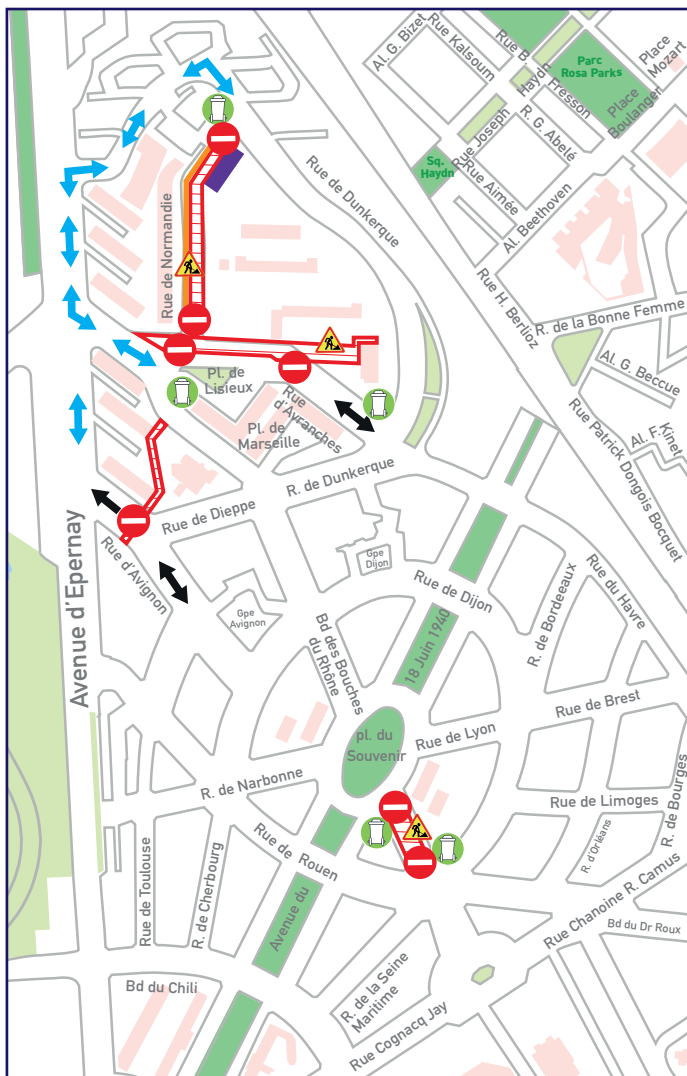 Al. G. Bizet
Rue Kalsoum
Rue B.
Haydn
Fresson
Parc
Rosa Parks
Place
Mozart
Place
Boulanger
R. G. Abelé
Rue Joseph
Sq.
Haydn
Rue Aimée
Al. Beethoven
Rue de Dunkerque
Rue de Normandie
Rue H. Berlioz
R. de la Bonne Femme
Al. G. Beccue
Al. F.
Kinet
Rue Patrick Dongois Bocquet
Pl. de
Lisieux
Rue
d'Avranches
Pl. de
Marseille
R. de Dunkerque
Rue de Dieppe
Rue d'Avignon
Avenue d'Epernay
Gpe
Dijon
Gpe
Avignon
Rue de Dijon
Rue du Havre
R. de Bordeeaux
Bd des Bouches
du Rhône
18 Juin 1940
pl. du
Souvenir
Rue de Lyon
Rue de Brest
R. de Narbonne
Rue de Limoges
R. de Bourges
R. d'Orléans
Rue de Rouen
Rue de Toulouse
R. de Cherbourg
Avenue du
Rue Chanoine R. Camus
Bd du Dr Roux
Bd du Chili
R. de la Seine
Maritime
Rue Cognacq Jay